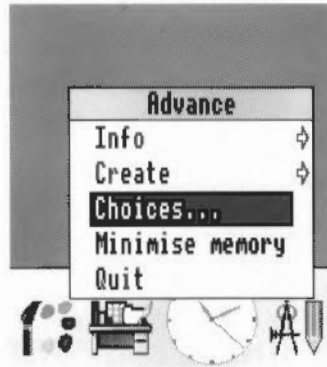 Advance
Info
Create
Choices...
Minimise memory
Quit